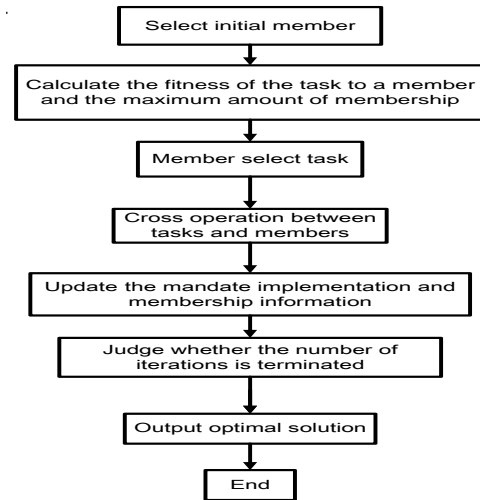 Select initial member
Calculate the fitness of the task to a member
and the maximum amount of membership
Member select task
Cross operation between
tasks and members
Update the mandate implementation and
membership information
Judge whether the number of
iterations is terminated
Output optimal solution
End